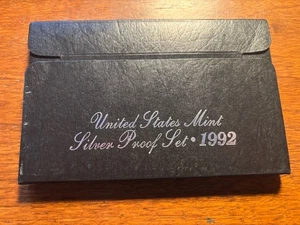 United States Mint
Silver Proof Set • 1992